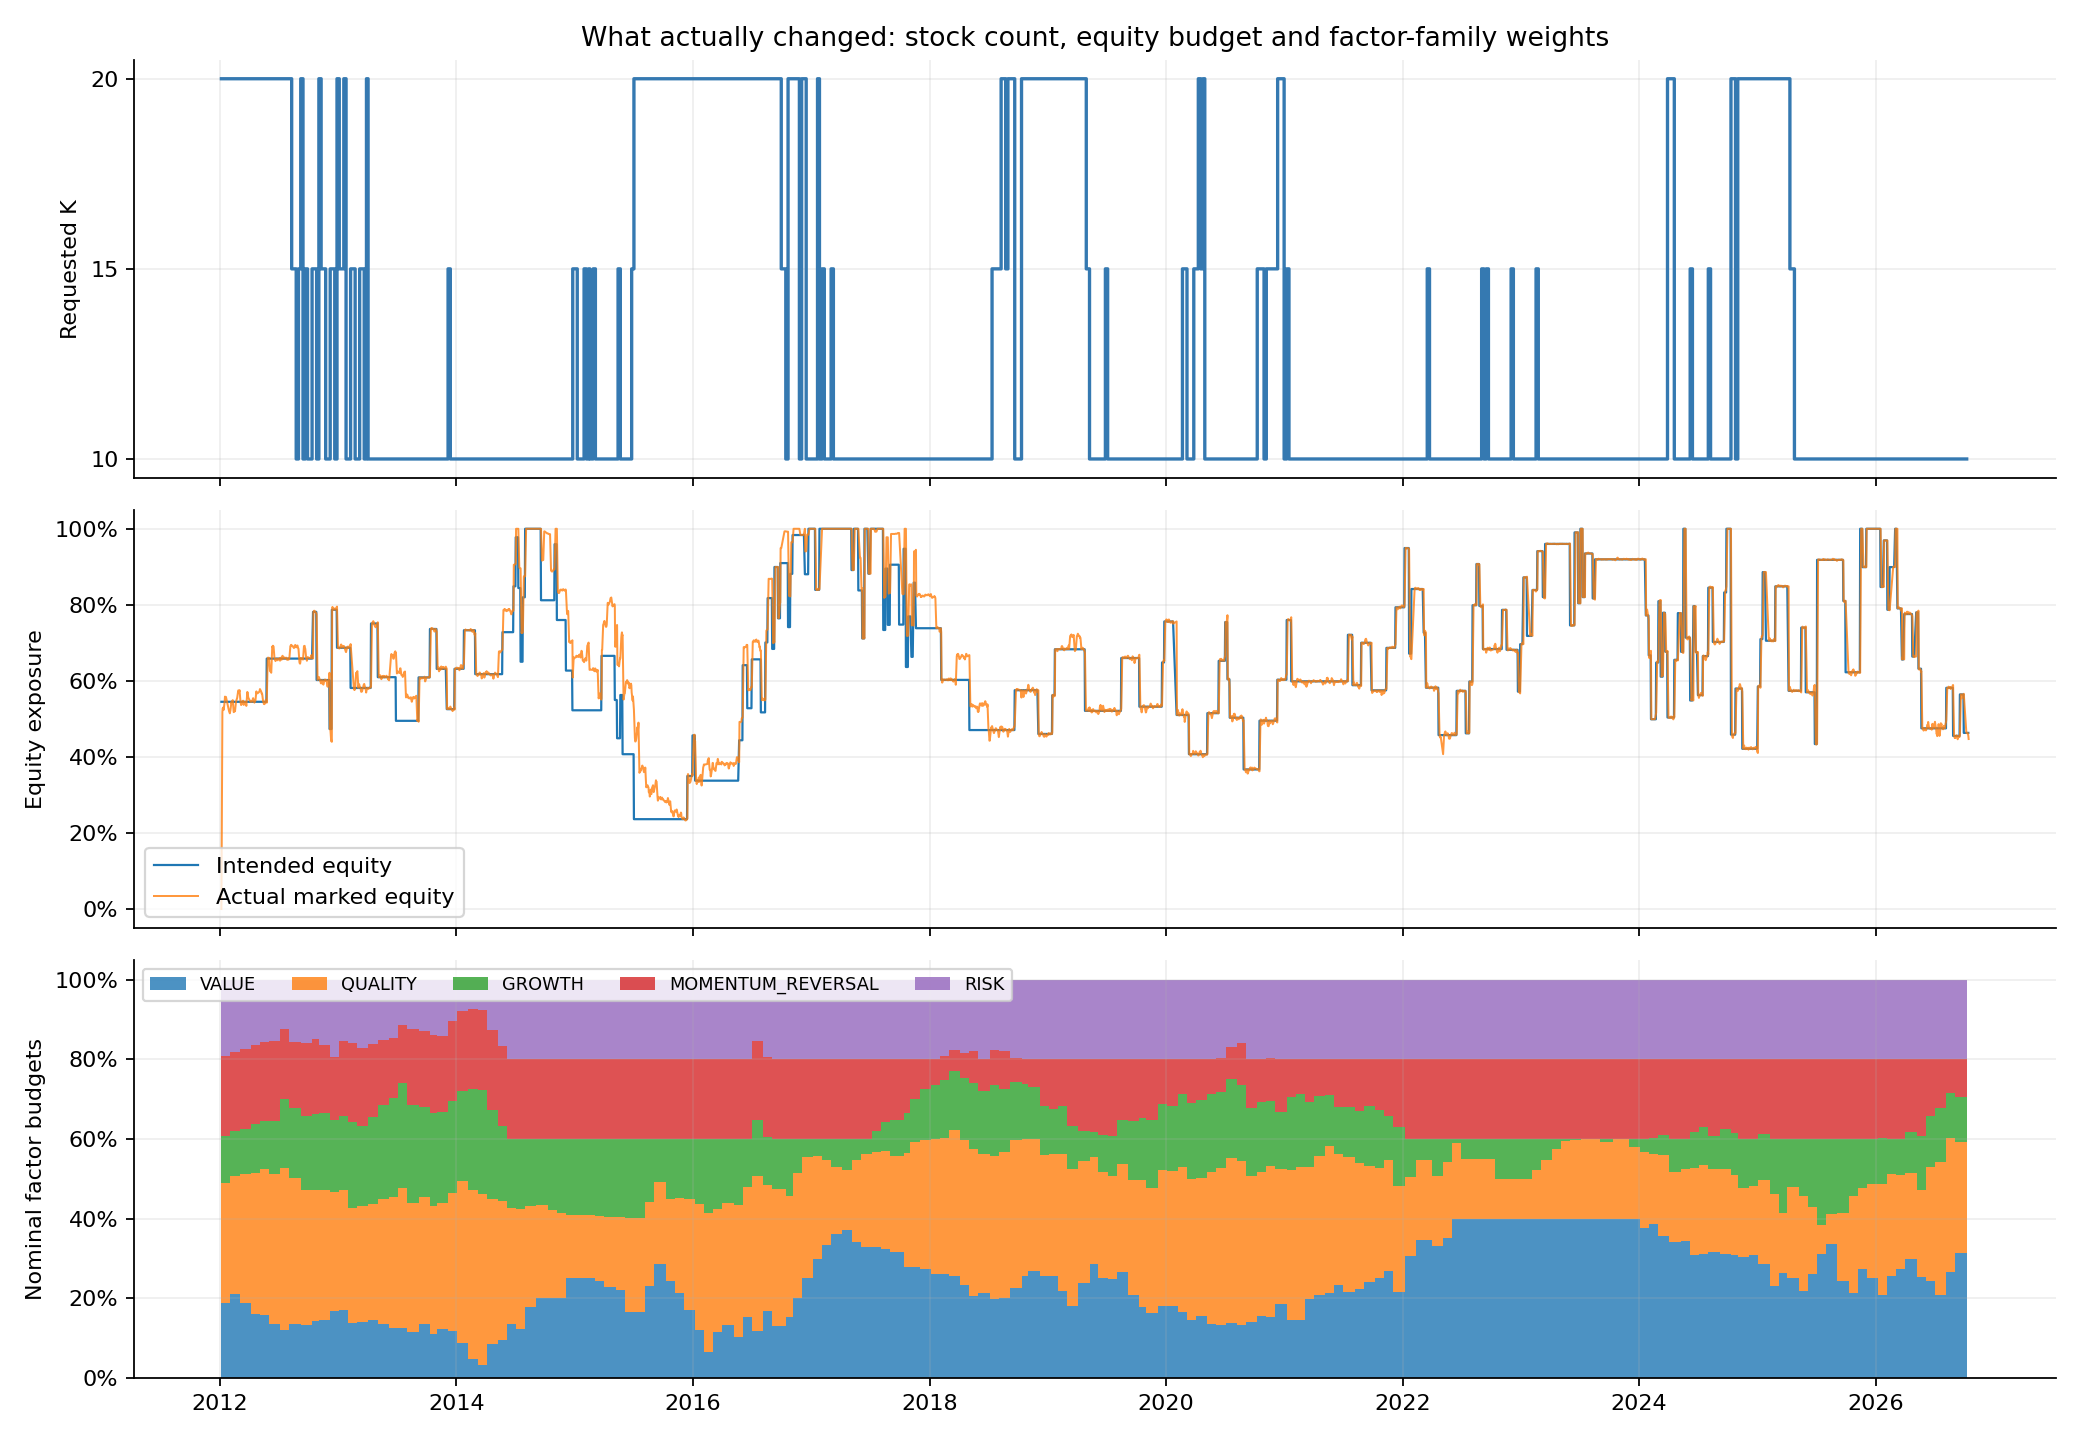 What actually changed: stock count, equity budget and factor-family weights
Requested K
20
15
10
Equity exposure
100%
80%
60%
40%
20%
0%
Intended equity
Actual marked equity
Nominal factor budgets
100%
80%
60%
40%
20%
0%
VALUE QUALITY GROWTH MOMENTUM_REVERSAL RISK
2012 2014 2016 2018 2020 2022 2024 2026